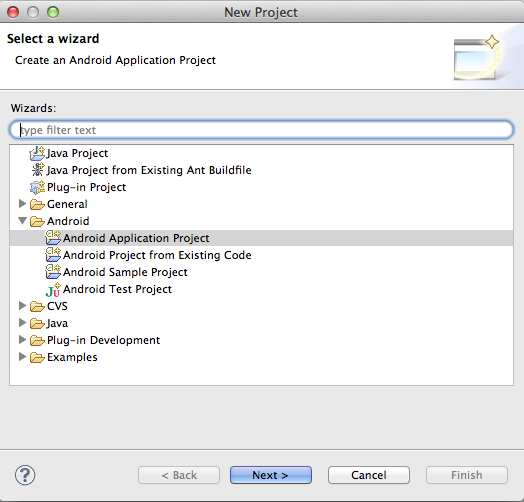 New Project
Select a wizard
Create an Android Application Project
Wizards:
type filter text
Java Project
Java Project from Existing Ant Buildfile
Plug-in Project
General
Android
Android Application Project
Android Project from Existing Code
Android Sample Project
Ju Android Test Project
CVS
Java
Plug-in Development
Examples
? < Back Next > Cancel Finish